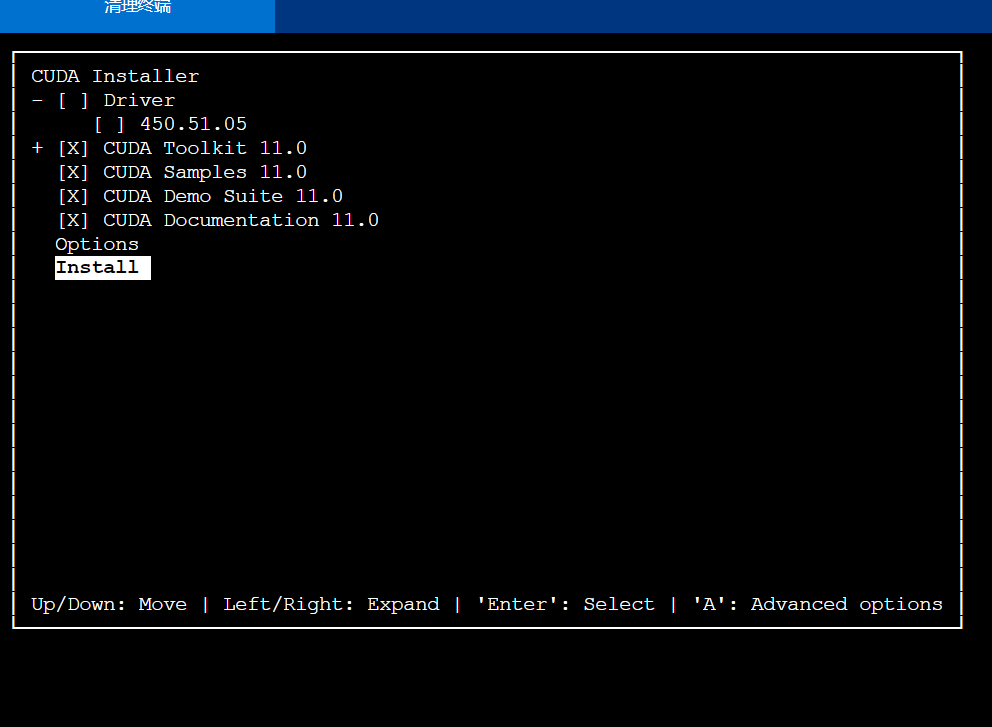 清理终端
CUDA Installer
- [ ] Driver
[ ] 450.51.05
+ [X] CUDA Toolkit 11.0
[X] CUDA Samples 11.0
[X] CUDA Demo Suite 11.0
[X] CUDA Documentation 11.0
Options
Install
Up/Down: Move | Left/Right: Expand | 'Enter': Select | 'A': Advanced options